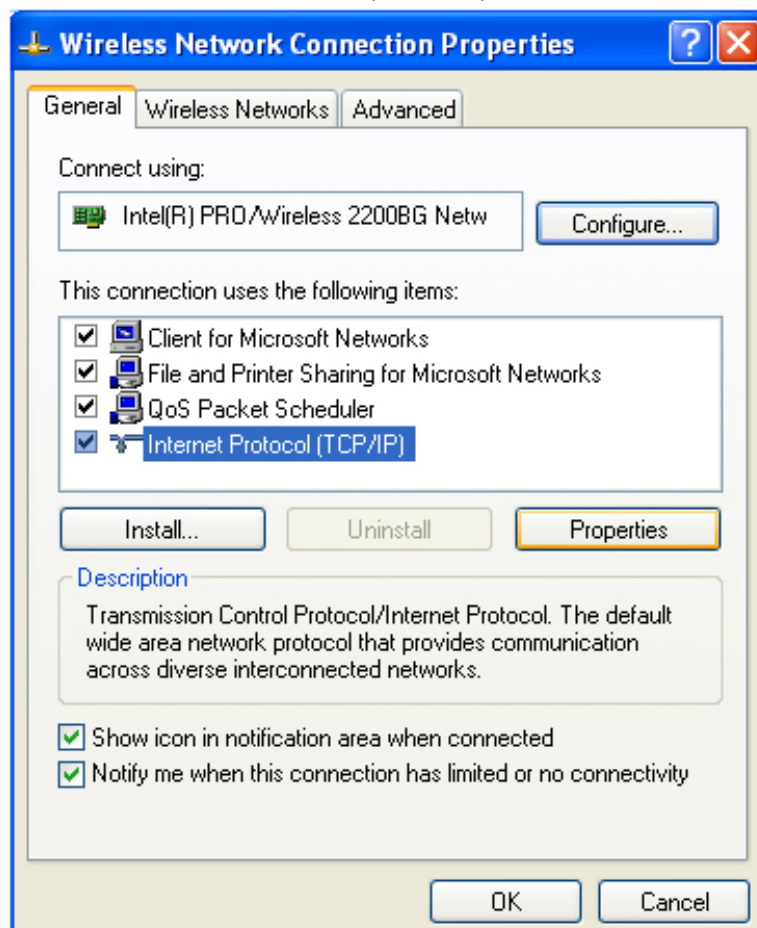 Wireless Network Connection Properties
General Wireless Networks Advanced
Connect using:
Intel(R) PRO/Wireless 2200BG Netw Configure...
This connection uses the following items:
Client for Microsoft Networks
File and Printer Sharing for Microsoft Networks
QoS Packet Scheduler
Internet Protocol (TCP/IP)
Install... Uninstall Properties
Description
Transmission Control Protocol/Internet Protocol. The default
wide area network protocol that provides communication
across diverse interconnected networks.
Show icon in notification area when connected
Notify me when this connection has limited or no connectivity
OK Cancel